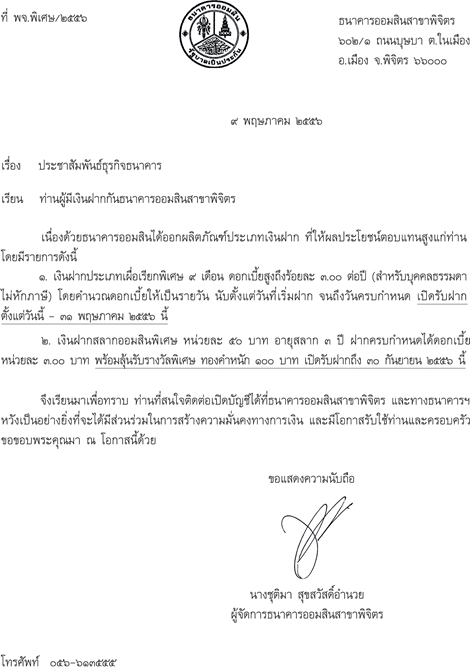 ที่ พจ.พิเศษ/๒๕๕๖
ธนาคารออมสิน
รัฐบาลเป็นประกัน
ธนาคารออมสินสาขาพิจิตร
๖๐๒/๑ ถนนบุษบา ต.ในเมือง
อ.เมือง จ.พิจิตร ๖๖๐๐๐
๙ พฤษภาคม ๒๕๕๖
เรื่อง ประชาสัมพันธ์ธุรกิจธนาคาร
เรียน ท่านผู้มีเงินฝากกับธนาคารออมสินสาขาพิจิตร
เนื่องด้วยธนาคารออมสินได้ออกผลิตภัณฑ์ประเภทเงินฝาก ที่ให้ผลประโยชน์ตอบแทนสูงแก่ท่าน
โดยมีรายการดังนี้
๑. เงินฝากประเภทเผื่อเรียกพิเศษ ๙ เดือน ดอกเบี้ยสูงถึงร้อยละ ๓.๐๐ ต่อปี (สำหรับบุคคลธรรมดา
ไม่หักภาษี) โดยคำนวณดอกเบี้ยให้เป็นรายวัน นับตั้งแต่วันที่เริ่มฝาก จนถึงวันครบกำหนด เปิดรับฝาก
ตั้งแต่วันนี้ - ๓๑ พฤษภาคม ๒๕๕๖ นี้
๒. เงินฝากสลากออมสินพิเศษ หน่วยละ ๕๐ บาท อายุสลาก ๓ ปี ฝากครบกำหนดได้ดอกเบี้ย
หน่วยละ ๓.๐๐ บาท พร้อมลุ้นรับรางวัลพิเศษ ทองคำหนัก ๑๐๐ บาท เปิดรับฝากถึง ๓๐ กันยายน ๒๕๕๖ นี้
จึงเรียนมาเพื่อทราบ ท่านที่สนใจติดต่อเปิดบัญชีได้ที่ธนาคารออมสินสาขาพิจิตร และทางธนาคารฯ
หวังเป็นอย่างยิ่งที่จะได้มีส่วนร่วมในการสร้างความมั่นคงทางการเงิน และมีโอกาสรับใช้ท่านและครอบครัว
ขอขอบพระคุณมา ณ โอกาสนี้ด้วย
ขอแสดงความนับถือ
นางชุติมา สุขสวัสดิ์อำนวย
ผู้จัดการธนาคารออมสินสาขาพิจิตร
โทรศัพท์ ๐๕๖-๖๑๓๕๕๕